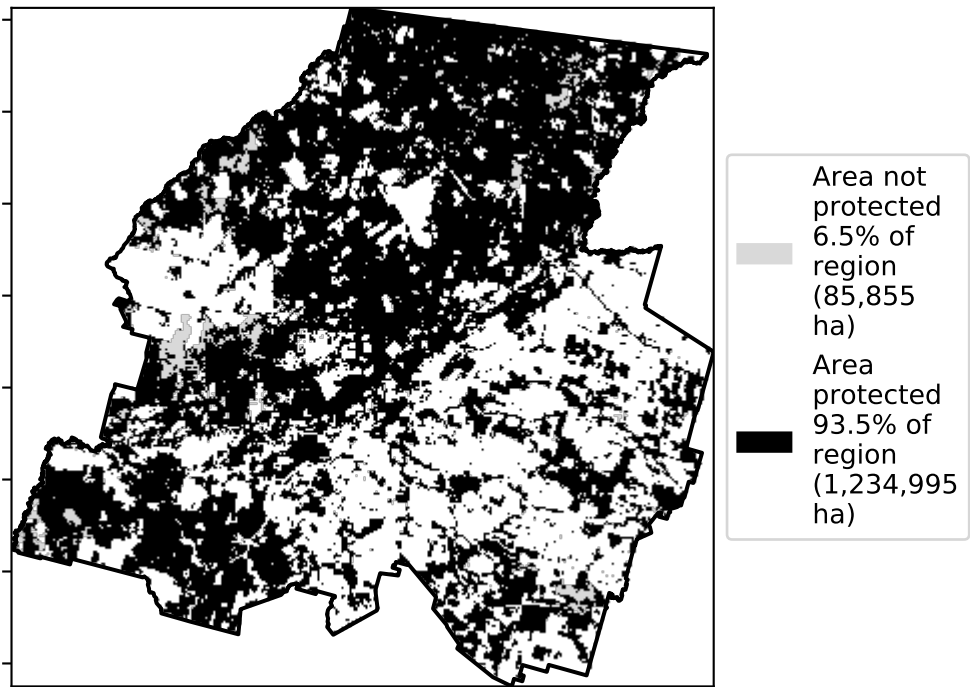 Area not
protected
6.5% of
region
(85,855
ha)
Area
protected
93.5% of
region
(1,234,995
ha)